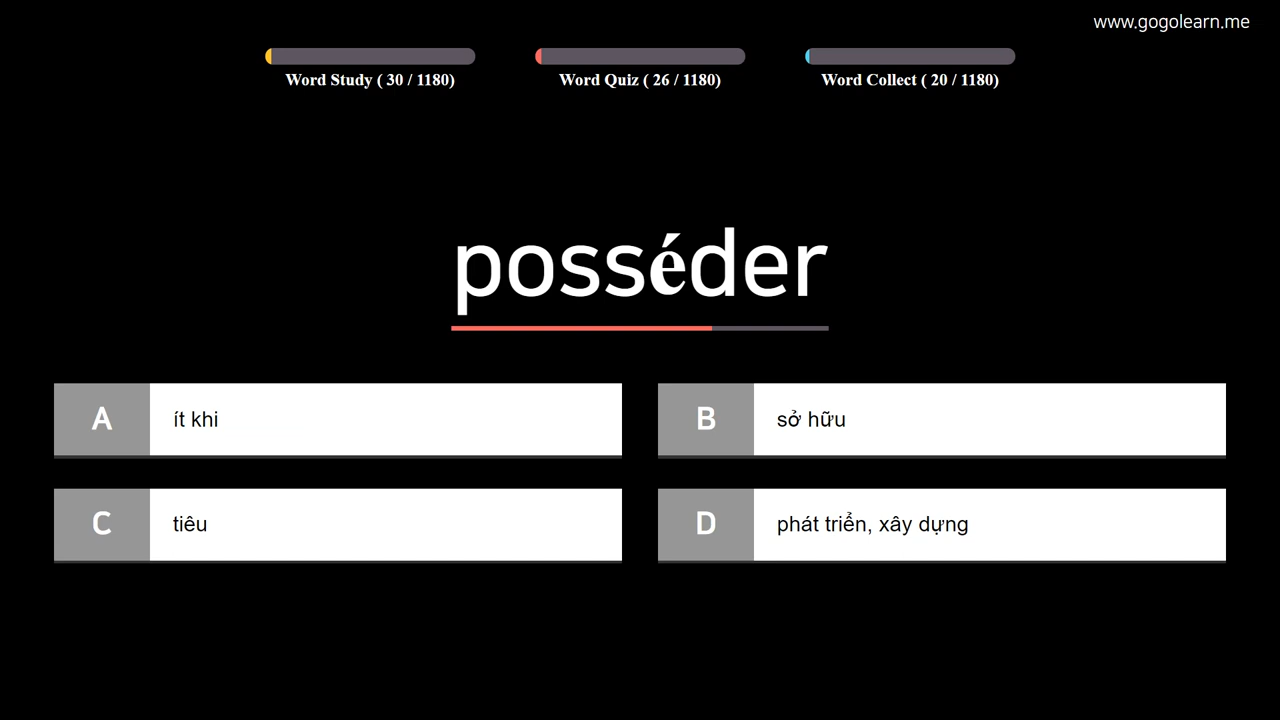 www.gogolearn.me
Word Study ( 30 / 1180)
Word Quiz ( 26 / 1180)
Word Collect ( 20 / 1180)
posséder
A
ít khi
B
sở hữu
C
tiêu
D
phát triển, xây dựng